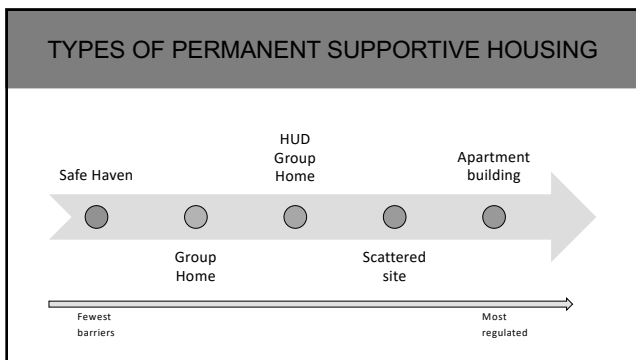 TYPES OF PERMANENT SUPPORTIVE HOUSING
Safe Haven
Group
Home
HUD
Group
Home
Scattered
site
Apartment
building
Fewest
barriers
Most
regulated